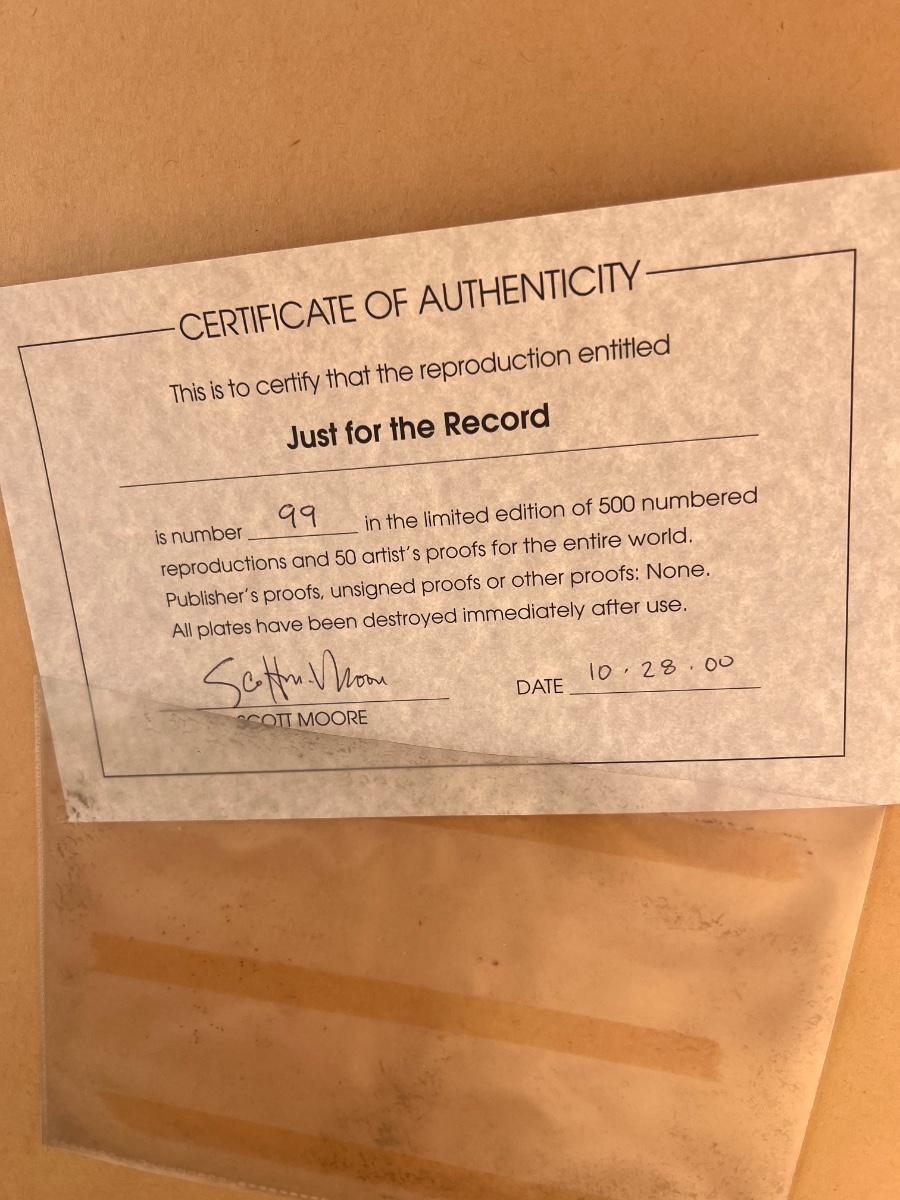 CERTIFICATE OF AUTHENTICITY
This is to certify that the reproduction entitled
Just for the Record
is number 99 in the limited edition of 500 numbered
reproductions and 50 artist's proofs for the entire world.
Publisher's proofs, unsigned proofs or other proofs: None.
All plates have been destroyed immediately after use.
Scott Moore DATE 10.28.00
SCOTT MOORE